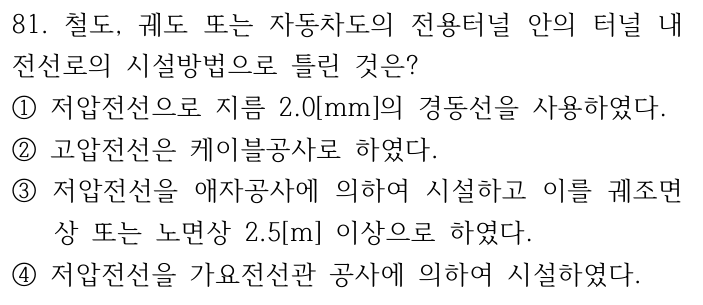 81. 철도, 궤도 또는 자동차도의 전용터널 안의 터널 내
전선로의 시설방법으로 틀린 것은?
① 저압전선으로 지름 2.0[mm]의 경동선을 사용하였다.
② 고압전선은 케이블공사로 하였다.
③ 저압전선을 애자공사에 의하여 시설하고 이를 궤조면
상 또는 노면상 2.5[m] 이상으로 하였다.
④ 저압전선을 가요전선관 공사에 의하여 시설하였다.